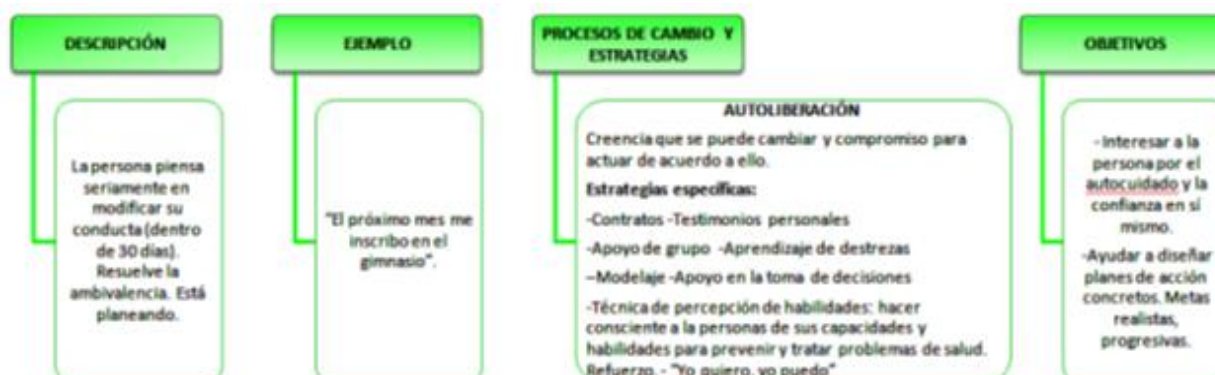 DESCRIPCIÓN
La persona piensa
seriamente en
modificar su
conducta (dentro
de 30 días).
Resuelve la
ambivalencia. Está
planeando.
EJEMPLO
"El próximo mes me
inscribo en el
gimnasio".
PROCESOS DE CAMBIO Y
ESTRATEGIAS
AUTOLIBERACIÓN
Creencia que se puede cambiar y compromiso para
actuar de acuerdo a ello.
Estrategias específicas:
-Contratos -Testimonios personales
-Apoyo de grupo -Aprendizaje de destrezas
–Modelaje -Apoyo en la toma de decisiones
-Técnica de percepción de habilidades: hacer
consciente a la personas de sus capacidades y
habilidades para prevenir y tratar problemas de salud.
Refuerzo. - "Yo quiero, yo puedo"
OBJETIVOS
- Interesar a la
persona por el
autocuidado y la
confianza en sí
mismo.
-Ayudar a diseñar
planes de acción
concretos. Metas
realistas,
progresivas.